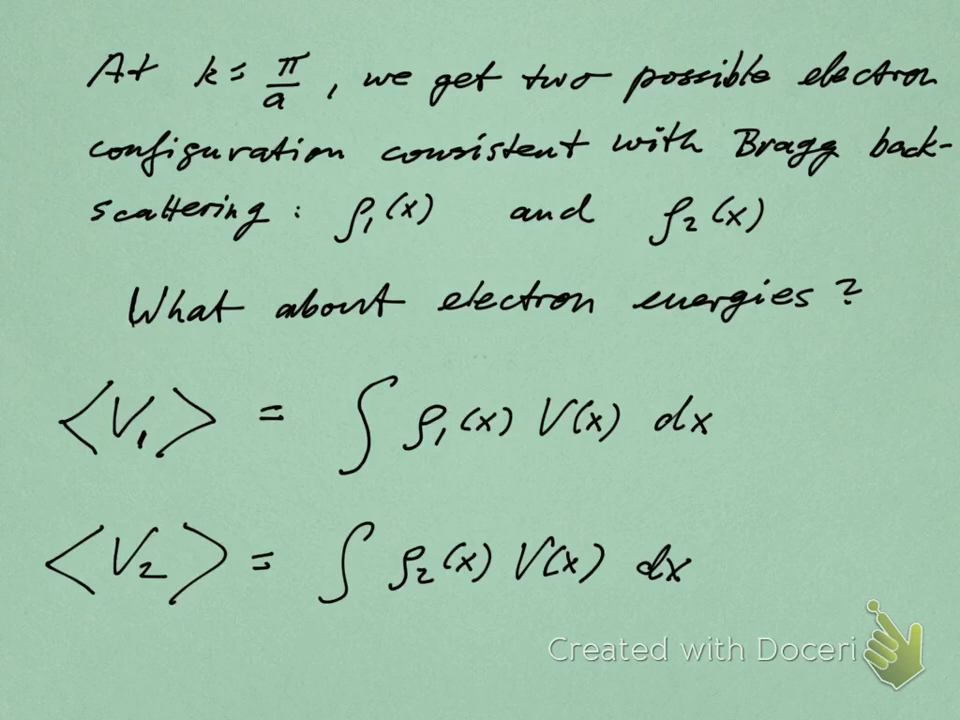 At k = π/a, we get two possible electron
configuration consistent with Bragg back-
scattering: ρ₁(x) and ρ₂(x)
What about electron energies?
⟨V₁⟩ = ∫ ρ₁(x) V(x) dx
⟨V₂⟩ = ∫ ρ₂(x) V(x) dx
Created with Doceri